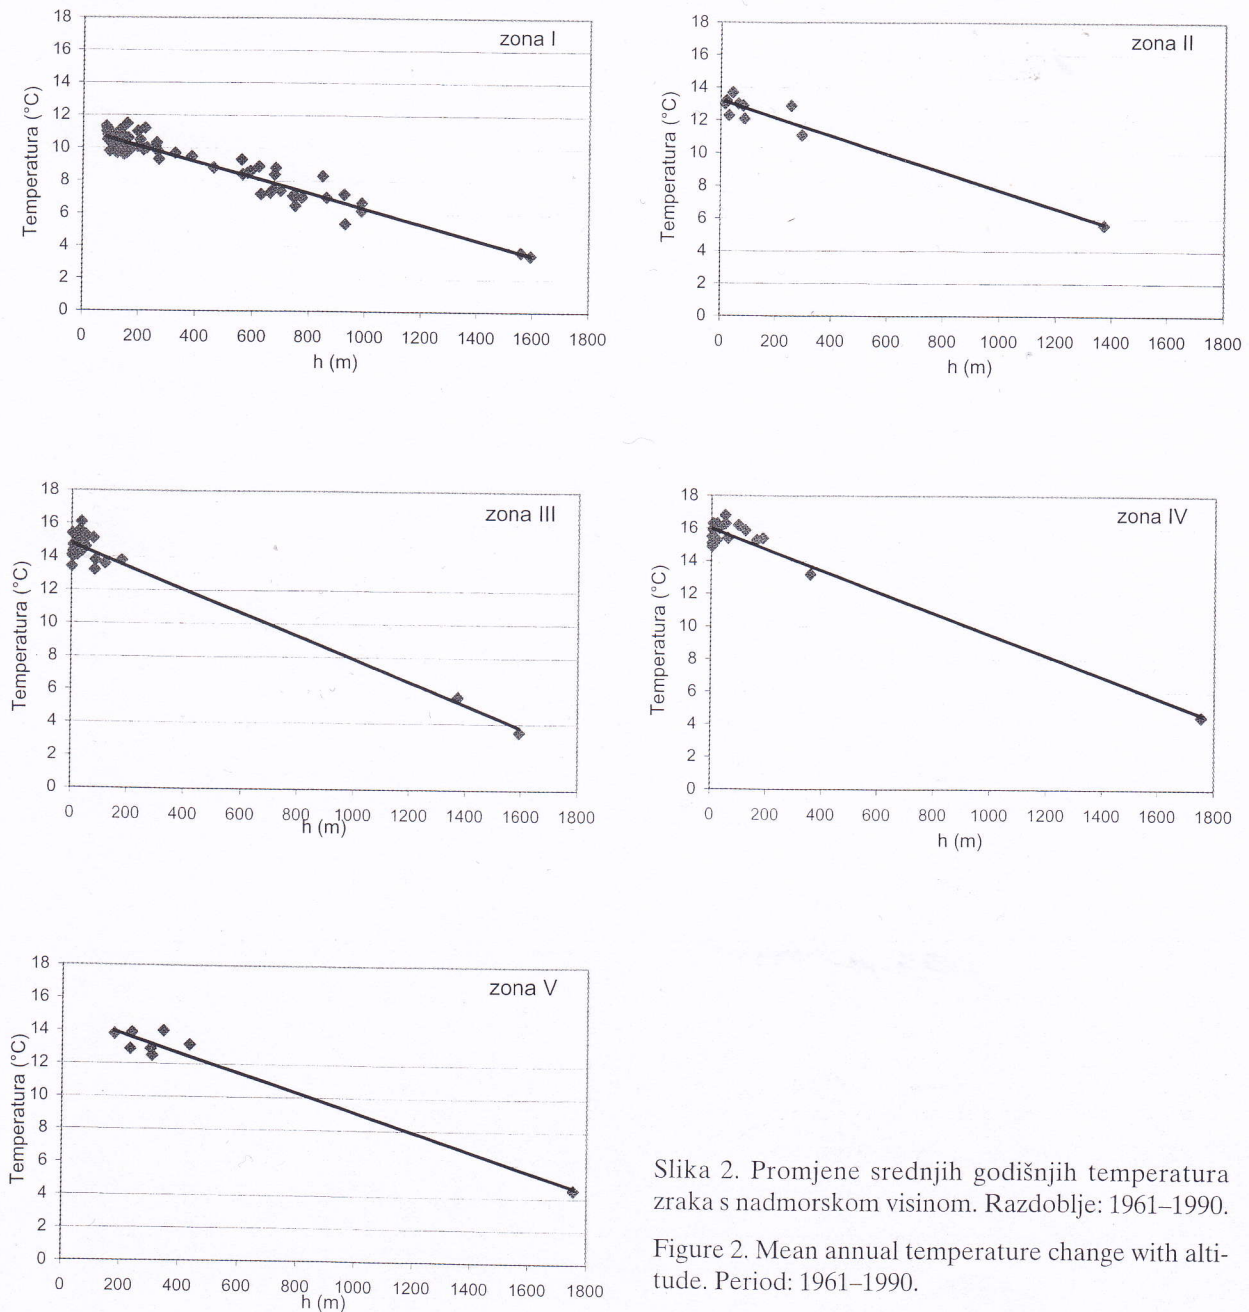 zona I
Temperatura (°C)
18
16
14
12
10
8
6
4
2
0
0 200 400 600 800 1000 1200 1400 1600 1800
h (m)
zona II
Temperatura (°C)
18
16
14
12
10
8
6
4
2
0
0 200 400 600 800 1000 1200 1400 1600 1800
h (m)
zona III
Temperatura (°C)
18
16
14
12
10
8
6
4
2
0
0 200 400 600 800 1000 1200 1400 1600 1800
h (m)
zona IV
Temperatura (°C)
18
16
14
12
10
8
6
4
2
0
0 200 400 600 800 1000 1200 1400 1600 1800
h (m)
zona V
Temperatura (°C)
18
16
14
12
10
8
6
4
2
0
0 200 400 600 800 1000 1200 1400 1600 1800
h (m)
Slika 2. Promjene srednjih godišnjih temperatura
zraka s nadmorskom visinom. Razdoblje: 1961–1990.
Figure 2. Mean annual temperature change with alti-
tude. Period: 1961–1990.